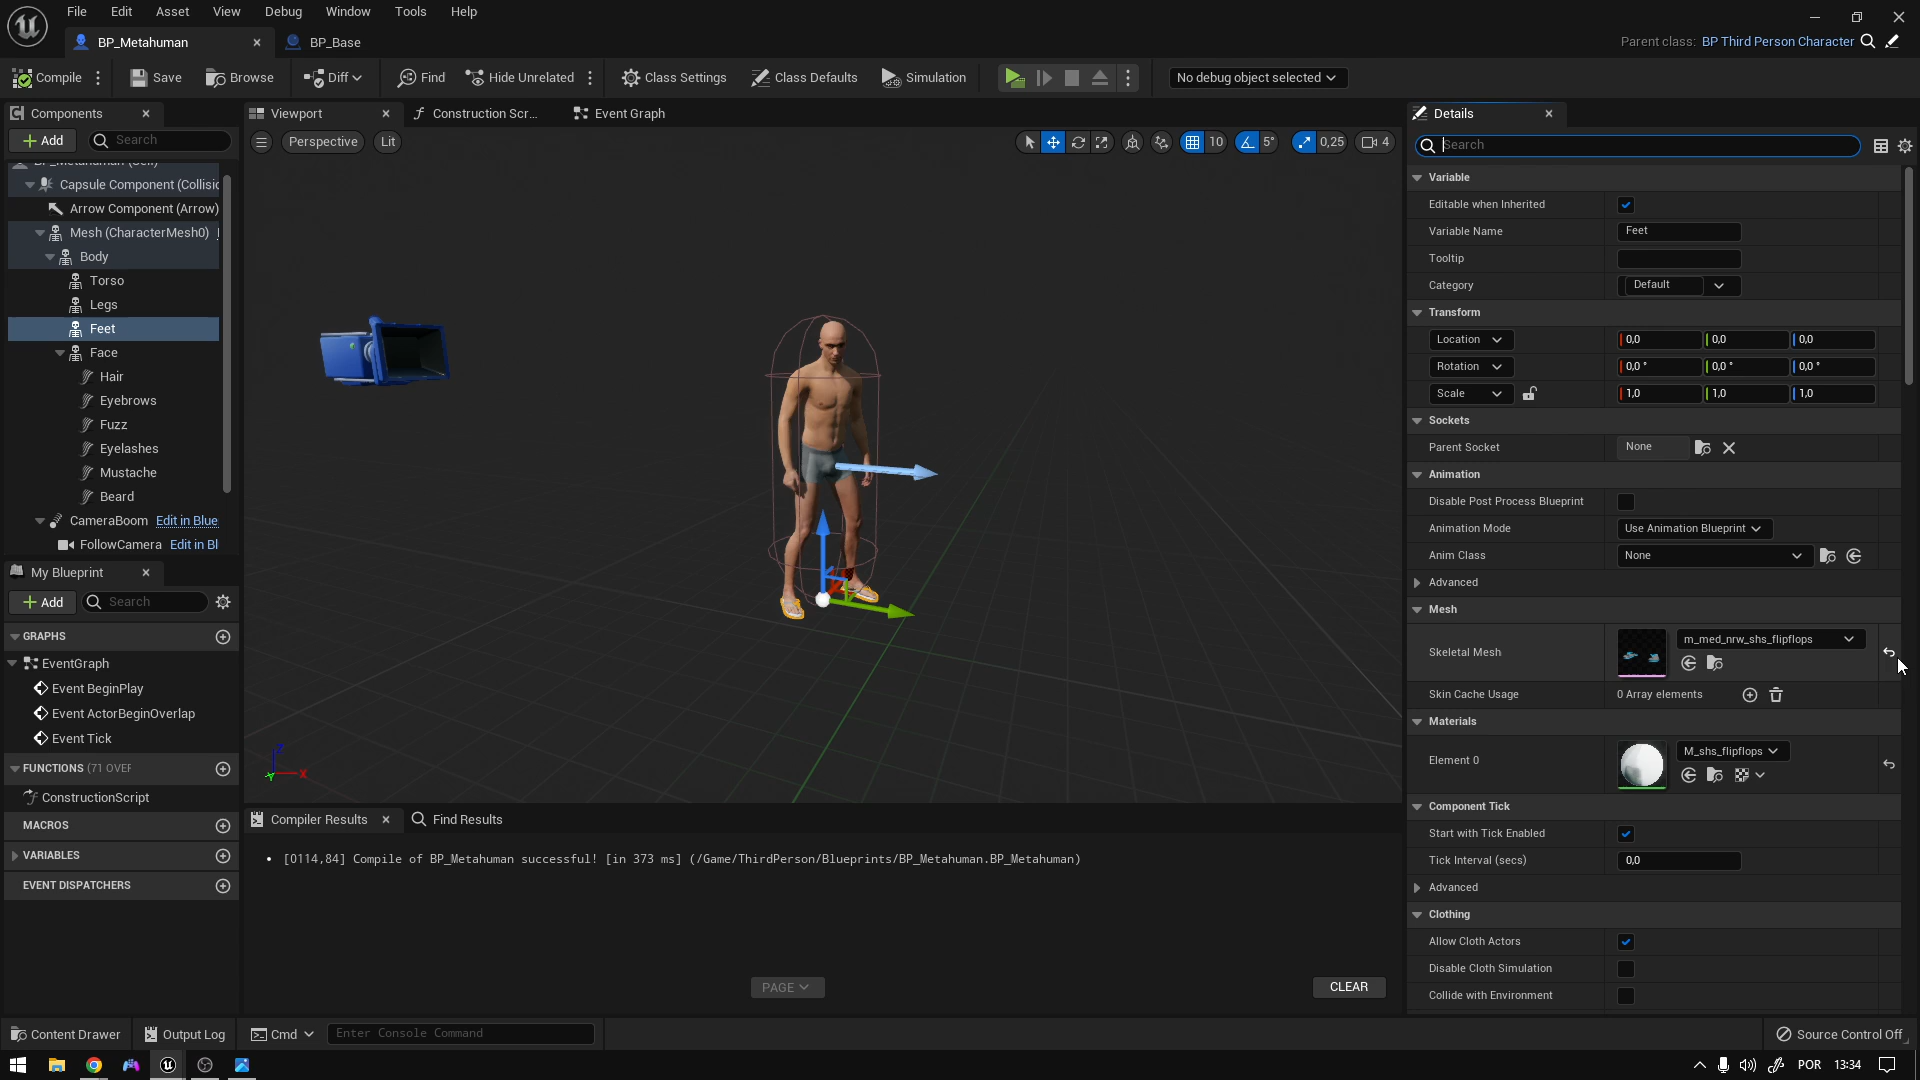 File Edit Asset View Debug Window Tools Help
BP_Metahuman BP_Base Parent class: BP Third Person Character
Compile Save Browse Diff Find Hide Unrelated Class Settings Class Defaults Simulation No debug object selected
Components
Add Search
BP_Metahuman (Self)
Capsule Component (Collisio
Arrow Component (Arrow)
Mesh (CharacterMesh0)
Body
Torso
Legs
Feet
Face
Hair
Eyebrows
Fuzz
Eyelashes
Mustache
Beard
CameraBoom Edit in Blue
FollowCamera Edit in Bl
My Blueprint
Add Search
GRAPHS
EventGraph
Event BeginPlay
Event ActorBeginOverlap
Event Tick
FUNCTIONS (71 OVER
ConstructionScript
MACROS
VARIABLES
EVENT DISPATCHERS
Viewport Construction Scr... Event Graph
Perspective Lit 10 5° 0,25 4
Z
Y X
Compiler Results Find Results
• [0114,84] Compile of BP_Metahuman successful! [in 373 ms] (/Game/ThirdPerson/Blueprints/BP_Metahuman.BP_Metahuman)
PAGE CLEAR
Details
Search
Variable
Editable when Inherited
Variable Name Feet
Tooltip
Category Default
Transform
Location 0,0 0,0 0,0
Rotation 0,0 ° 0,0 ° 0,0 °
Scale 1,0 1,0 1,0
Sockets
Parent Socket None
Animation
Disable Post Process Blueprint
Animation Mode Use Animation Blueprint
Anim Class None
Advanced
Mesh
Skeletal Mesh m_med_nrw_shs_flipflops
Skin Cache Usage 0 Array elements
Materials
Element 0 M_shs_flipflops
Component Tick
Start with Tick Enabled
Tick Interval (secs) 0,0
Advanced
Clothing
Allow Cloth Actors
Disable Cloth Simulation
Collide with Environment
Content Drawer Output Log Cmd Enter Console Command Source Control Off
POR 13:34